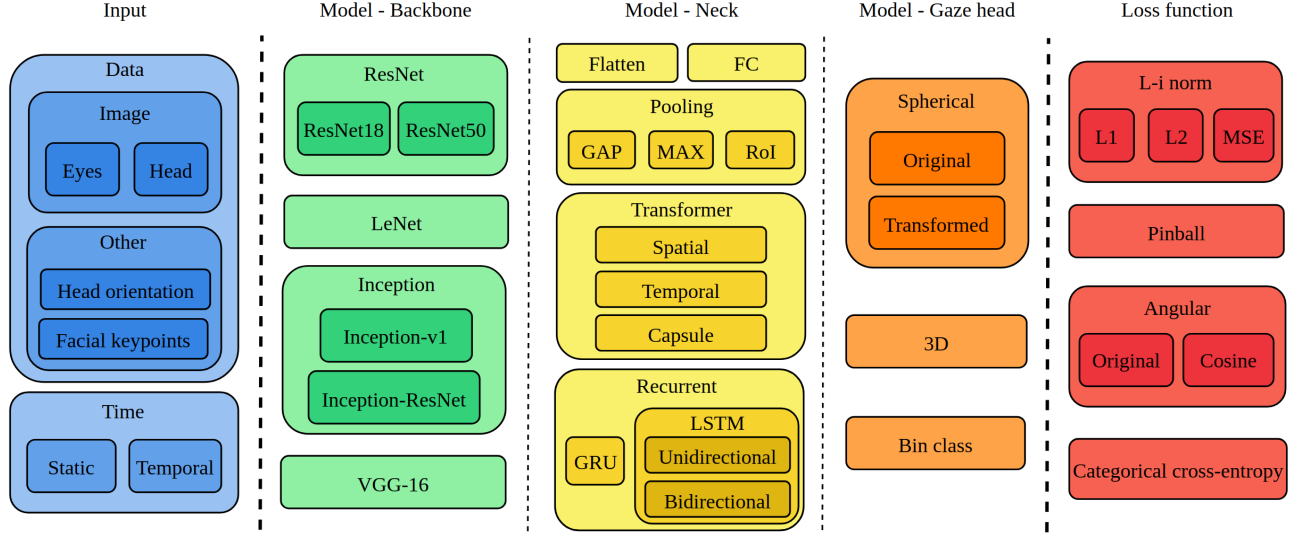 Input
Data
Image
Eyes
Head
Other
Head orientation
Facial keypoints
Time
Static
Temporal
Model - Backbone
ResNet
ResNet18
ResNet50
LeNet
Inception
Inception-v1
Inception-ResNet
VGG-16
Model - Neck
Flatten
FC
Pooling
GAP
MAX
RoI
Transformer
Spatial
Temporal
Capsule
Recurrent
GRU
LSTM
Unidirectional
Bidirectional
Model - Gaze head
Spherical
Original
Transformed
3D
Bin class
Loss function
L-i norm
L1
L2
MSE
Pinball
Angular
Original
Cosine
Categorical cross-entropy